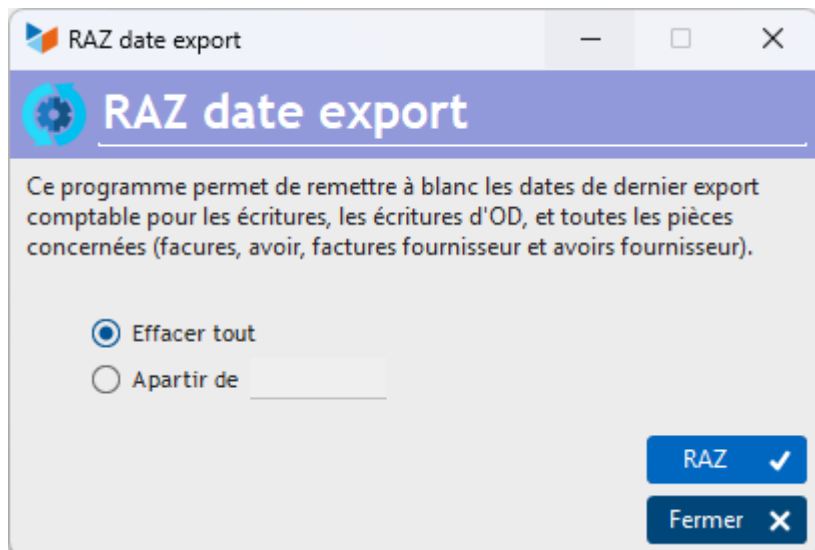 RAZ date export
RAZ date export
Ce programme permet de remettre à blanc les dates de dernier export
comptable pour les écritures, les écritures d'OD, et toutes les pièces
concernées (facures, avoir, factures fournisseur et avoirs fournisseur).
Effacer tout
Apartir de
RAZ
Fermer